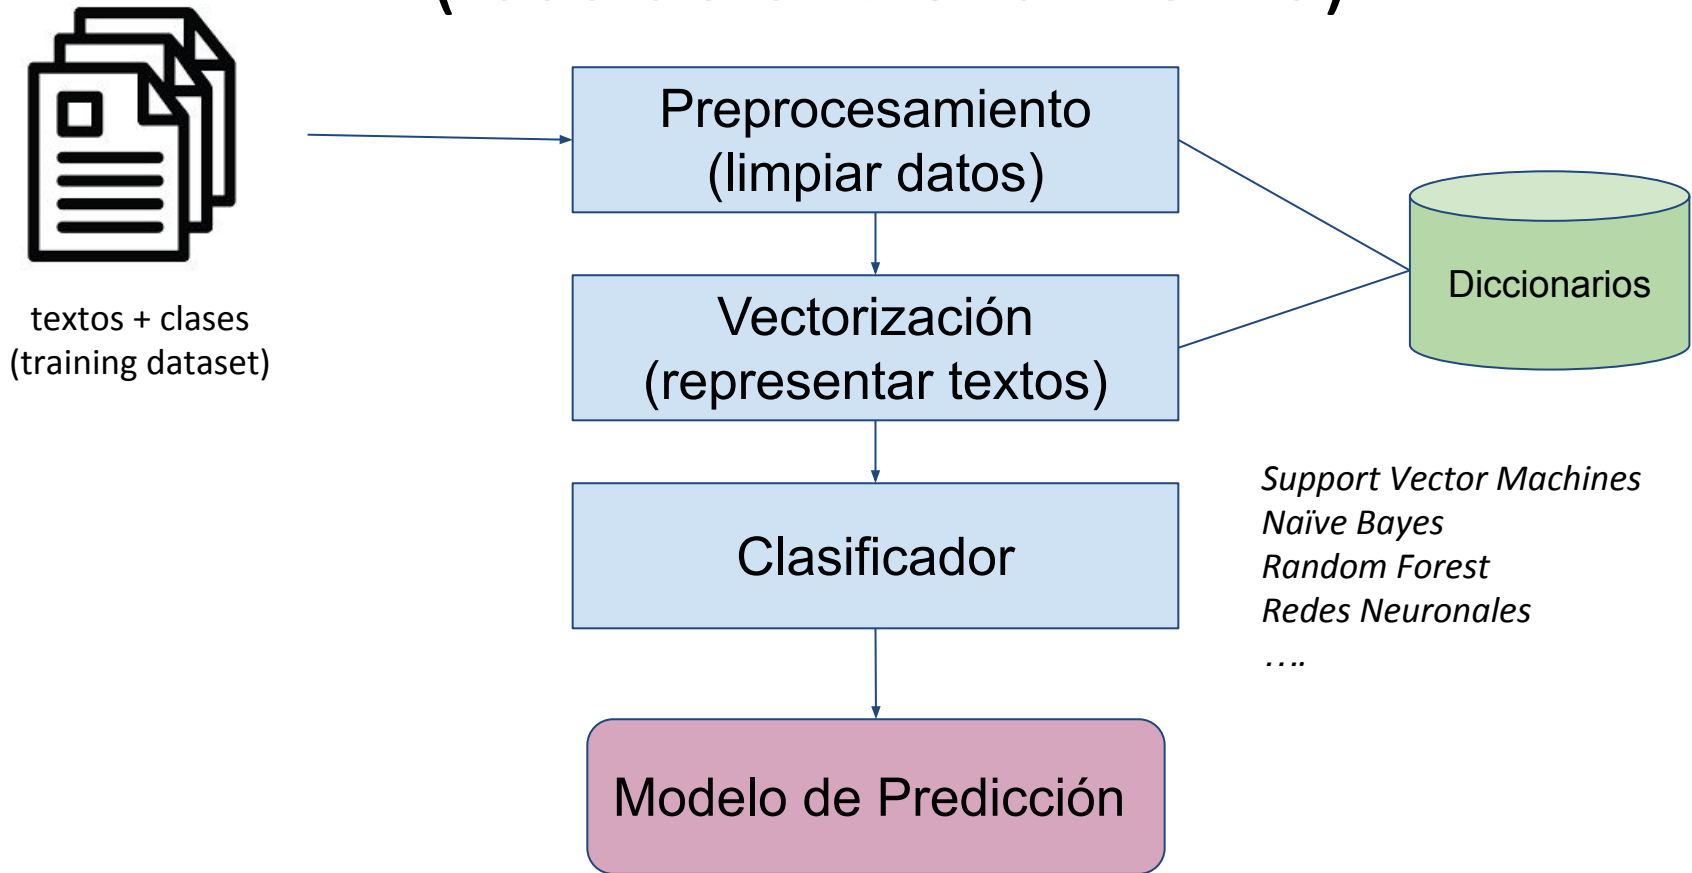 Preprocesamiento
(limpiar datos)
textos + clases
(training dataset)
Vectorización
(representar textos)
Diccionarios
Clasificador
Support Vector Machines
Naïve Bayes
Random Forest
Redes Neuronales
....
Modelo de Predicción